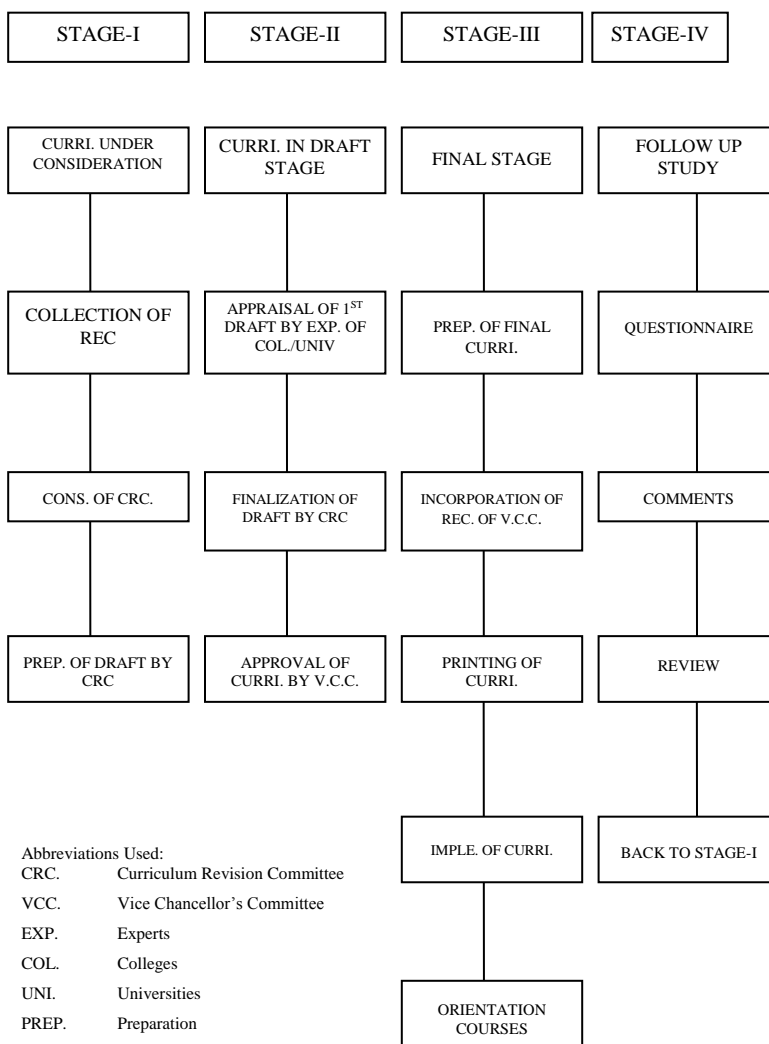 STAGE-I
STAGE-II
STAGE-III
STAGE-IV
CURRI. UNDER
CONSIDERATION
CURRI. IN DRAFT
STAGE
FINAL STAGE
FOLLOW UP
STUDY
COLLECTION OF
REC
APPRAISAL OF 1ST
DRAFT BY EXP. OF
COL./UNIV
PREP. OF FINAL
CURRI.
QUESTIONNAIRE
CONS. OF CRC.
FINALIZATION OF
DRAFT BY CRC
INCORPORATION OF
REC. OF V.C.C.
COMMENTS
PREP. OF DRAFT BY
CRC
APPROVAL OF
CURRI. BY V.C.C.
PRINTING OF
CURRI.
REVIEW
IMPLE. OF CURRI.
BACK TO STAGE-I
Abbreviations Used:
CRC. Curriculum Revision Committee
VCC. Vice Chancellor’s Committee
EXP. Experts
COL. Colleges
UNI. Universities
PREP. Preparation
ORIENTATION
COURSES